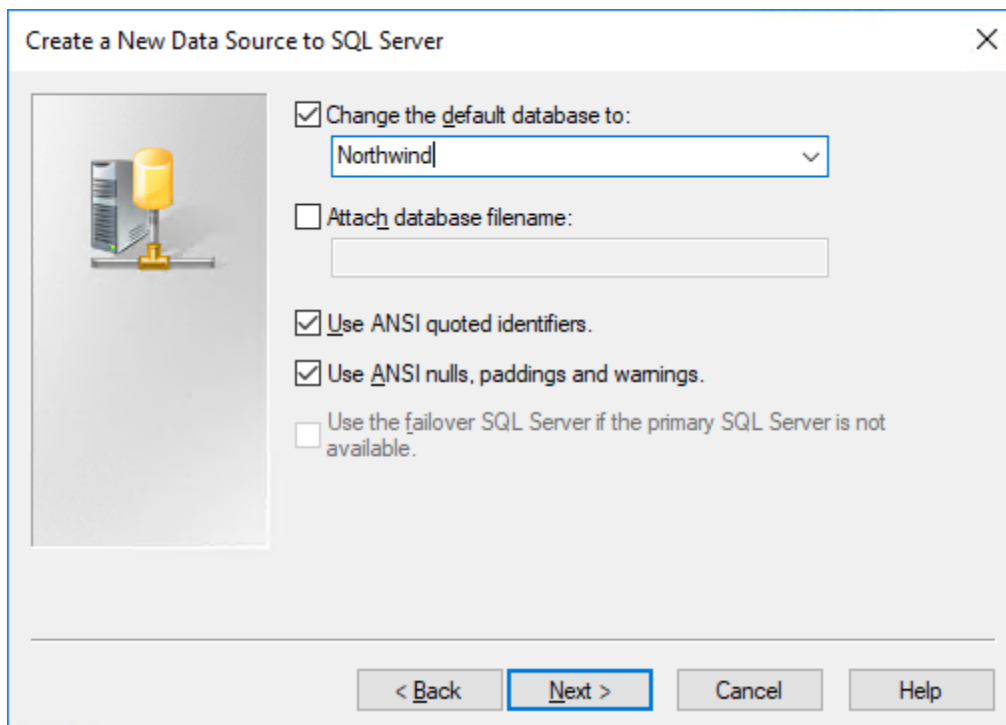 Create a New Data Source to SQL Server
Change the default database to:
Northwind
Attach database filename:
Use ANSI quoted identifiers.
Use ANSI nulls, paddings and warnings.
Use the failover SQL Server if the primary SQL Server is not
available.
< Back Next > Cancel Help